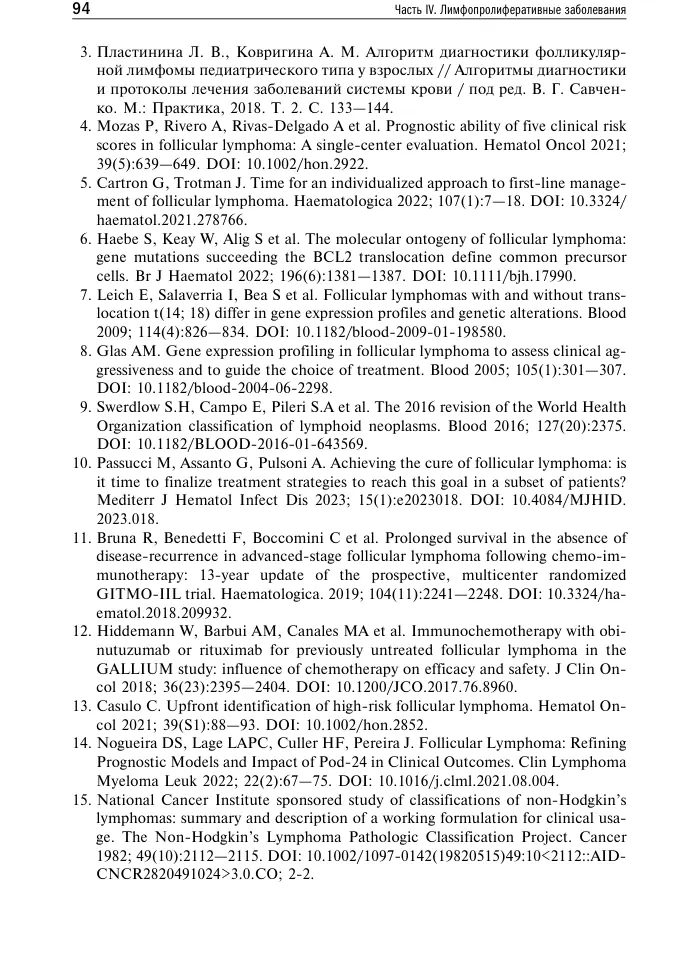 94
Часть IV. Лимфопролиферативные заболевания
3. Пластинина Л. В., Ковригина А. М. Алгоритм диагностики фолликуляр-
ной лимфомы педиатрического типа у взрослых // Алгоритмы диагностики
и протоколы лечения заболеваний системы крови / под ред. В. Г. Савчен-
ко. М.: Практика, 2018. Т. 2. С. 133—144.
4. Mozas P, Rivero A, Rivas-Delgado A et al. Prognostic ability of five clinical risk
scores in follicular lymphoma: A single-center evaluation. Hematol Oncol 2021;
39(5):639—649. DOI: 10.1002/hon.2922.
5. Cartron G, Trotman J. Time for an individualized approach to first-line manage-
ment of follicular lymphoma. Haematologica 2022; 107(1):7—18. DOI: 10.3324/
haematol.2021.278766.
6. Haebe S, Keay W, Alig S et al. The molecular ontogeny of follicular lymphoma:
gene mutations succeeding the BCL2 translocation define common precursor
cells. Br J Haematol 2022; 196(6):1381—1387. DOI: 10.1111/bjh.17990.
7. Leich E, Salaverria I, Bea S et al. Follicular lymphomas with and without trans-
location t(14; 18) differ in gene expression profiles and genetic alterations. Blood
2009; 114(4):826—834. DOI: 10.1182/blood-2009-01-198580.
8. Glas AM. Gene expression profiling in follicular lymphoma to assess clinical ag-
gressiveness and to guide the choice of treatment. Blood 2005; 105(1):301—307.
DOI: 10.1182/blood-2004-06-2298.
9. Swerdlow S.H, Campo E, Pileri S.A et al. The 2016 revision of the World Health
Organization classification of lymphoid neoplasms. Blood 2016; 127(20):2375.
DOI: 10.1182/BLOOD-2016-01-643569.
10. Passucci M, Assanto G, Pulsoni A. Achieving the cure of follicular lymphoma: is
it time to finalize treatment strategies to reach this goal in a subset of patients?
Mediterr J Hematol Infect Dis 2023; 15(1):e2023018. DOI: 10.4084/MJHID.
2023.018.
11. Bruna R, Benedetti F, Boccomini C et al. Prolonged survival in the absence of
disease-recurrence in advanced-stage follicular lymphoma following chemo-im-
munotherapy: 13-year update of the prospective, multicenter randomized
GITMO-IIL trial. Haematologica. 2019; 104(11):2241—2248. DOI: 10.3324/ha-
ematol.2018.209932.
12. Hiddemann W, Barbui AM, Canales MA et al. Immunochemotherapy with obi-
nutuzumab or rituximab for previously untreated follicular lymphoma in the
GALLIUM study: influence of chemotherapy on efficacy and safety. J Clin On-
col 2018; 36(23):2395—2404. DOI: 10.1200/JCO.2017.76.8960.
13. Casulo C. Upfront identification of high-risk follicular lymphoma. Hematol On-
col 2021; 39(S1):88—93. DOI: 10.1002/hon.2852.
14. Nogueira DS, Lage LAPC, Culler HF, Pereira J. Follicular Lymphoma: Refining
Prognostic Models and Impact of Pod-24 in Clinical Outcomes. Clin Lymphoma
Myeloma Leuk 2022; 22(2):67—75. DOI: 10.1016/j.clml.2021.08.004.
15. National Cancer Institute sponsored study of classifications of non-Hodgkin’s
lymphomas: summary and description of a working formulation for clinical usa-
ge. The Non-Hodgkin’s Lymphoma Pathologic Classification Project. Cancer
1982; 49(10):2112—2115. DOI: 10.1002/1097-0142(19820515)49:10<2112::AID-
CNCR2820491024>3.0.CO; 2-2.